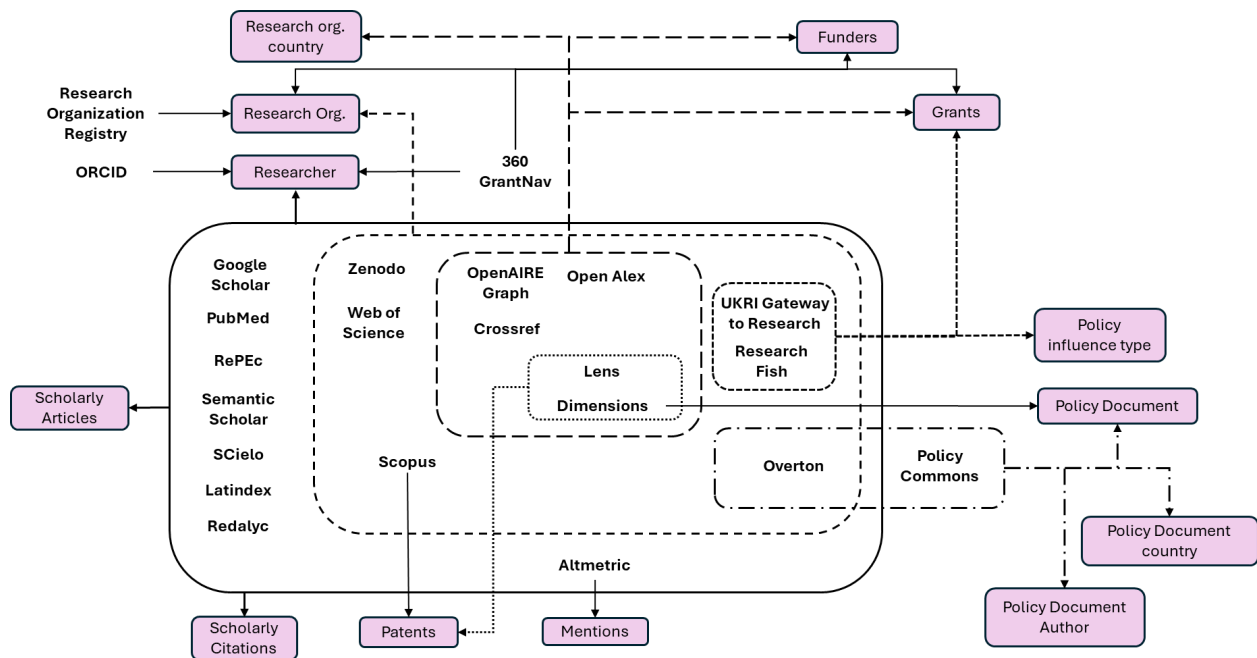 Research org.
country
Funders
Research
Organization
Registry
Research Org.
Grants
ORCID
Researcher
360
GrantNav
Google
Scholar
PubMed
RePEc
Semantic
Scholar
SCielo
Latindex
Redalyc
Zenodo
Web of
Science
Scopus
OpenAIRE
Graph
Open Alex
Crossref
Lens
Dimensions
UKRI Gateway
to Research
Research
Fish
Overton
Policy
Commons
Altmetric
Policy
influence type
Policy Document
Policy Document
country
Policy Document
Author
Scholarly
Articles
Scholarly
Citations
Patents
Mentions